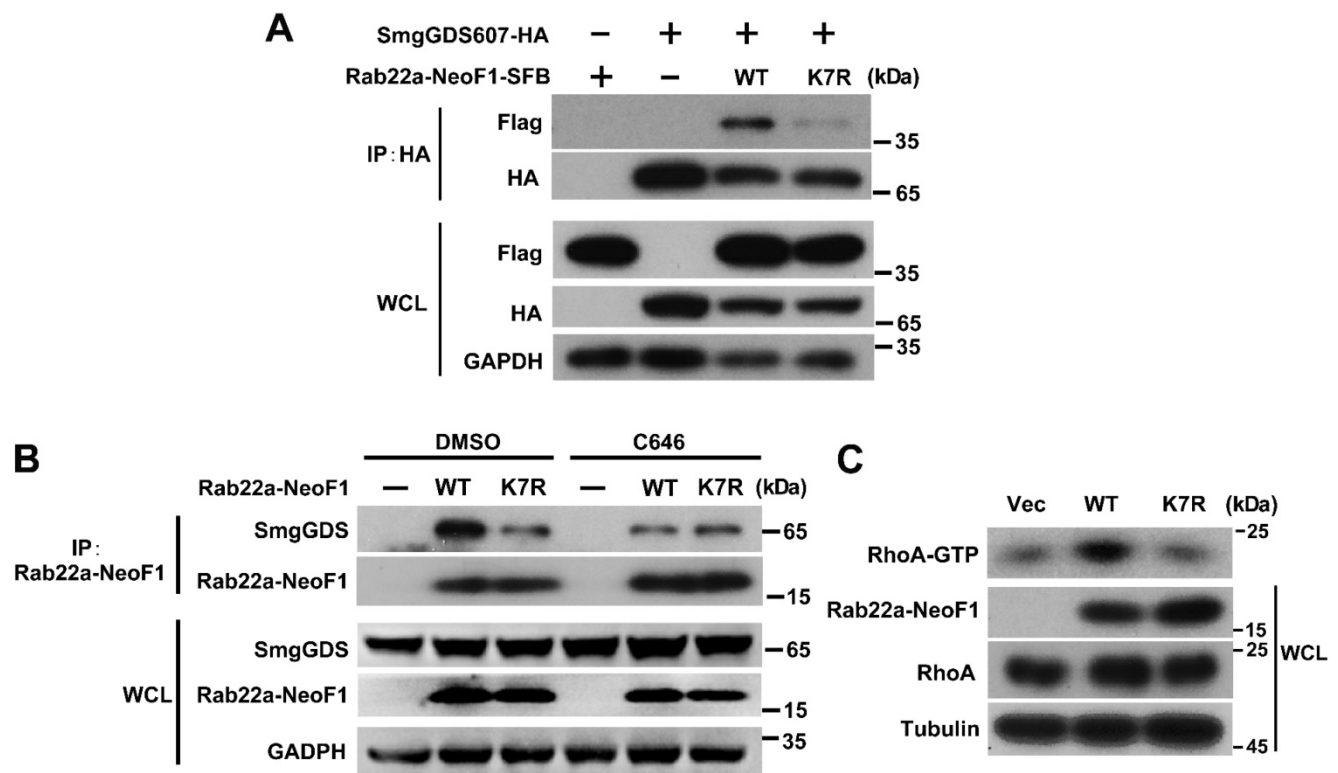 A
SmgGDS607-HA – + + +
Rab22a-NeoF1-SFB + – WT K7R (kDa)
IP:HA
Flag
35
HA
65
WCL
Flag
35
HA
65
GAPDH
35
B
DMSO C646
Rab22a-NeoF1 — WT K7R — WT K7R (kDa)
IP:
Rab22a-NeoF1
SmgGDS
65
Rab22a-NeoF1
15
WCL
SmgGDS
65
Rab22a-NeoF1
15
GADPH
35
C
Vec WT K7R (kDa)
RhoA-GTP
25
Rab22a-NeoF1
15
RhoA
25
Tubulin
45
WCL